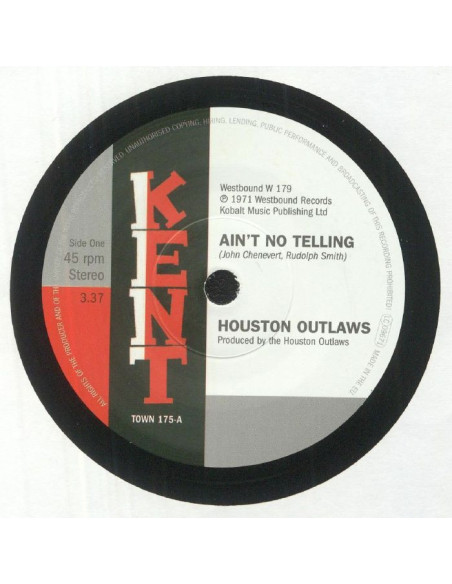 ALL RIGHTS OF THE PRODUCER AND OF THE
UNAUTHORISED COPYING, HIRING, LENDING, PUBLIC PERFORMANCE AND BROADCASTING OF THIS RECORDING PROHIBITED.
MADE IN THE EU
KENT
Side One
45 rpm
Stereo
3.37
TOWN 175-A
Westbound W 179
℗ 1971 Westbound Records
Kobalt Music Publishing Ltd
AIN'T NO TELLING
(John Chenevert, Rudolph Smith)
HOUSTON OUTLAWS
Produced by the Houston Outlaws